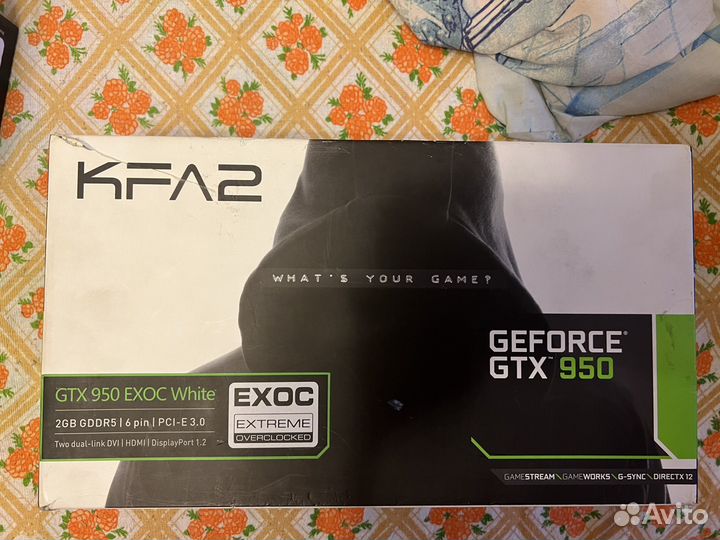 KFA2
WHAT'S YOUR GAME?
GEFORCE®
GTX™ 950
GTX 950 EXOC White
2GB GDDR5 | 6 pin | PCI-E 3.0
Two dual-link DVI | HDMI | DisplayPort 1.2
EXOC
EXTREME
OVERCLOCKED
GAMESTREAM \ GAMEWORKS \ G-SYNC \ DIRECTX 12
Avito